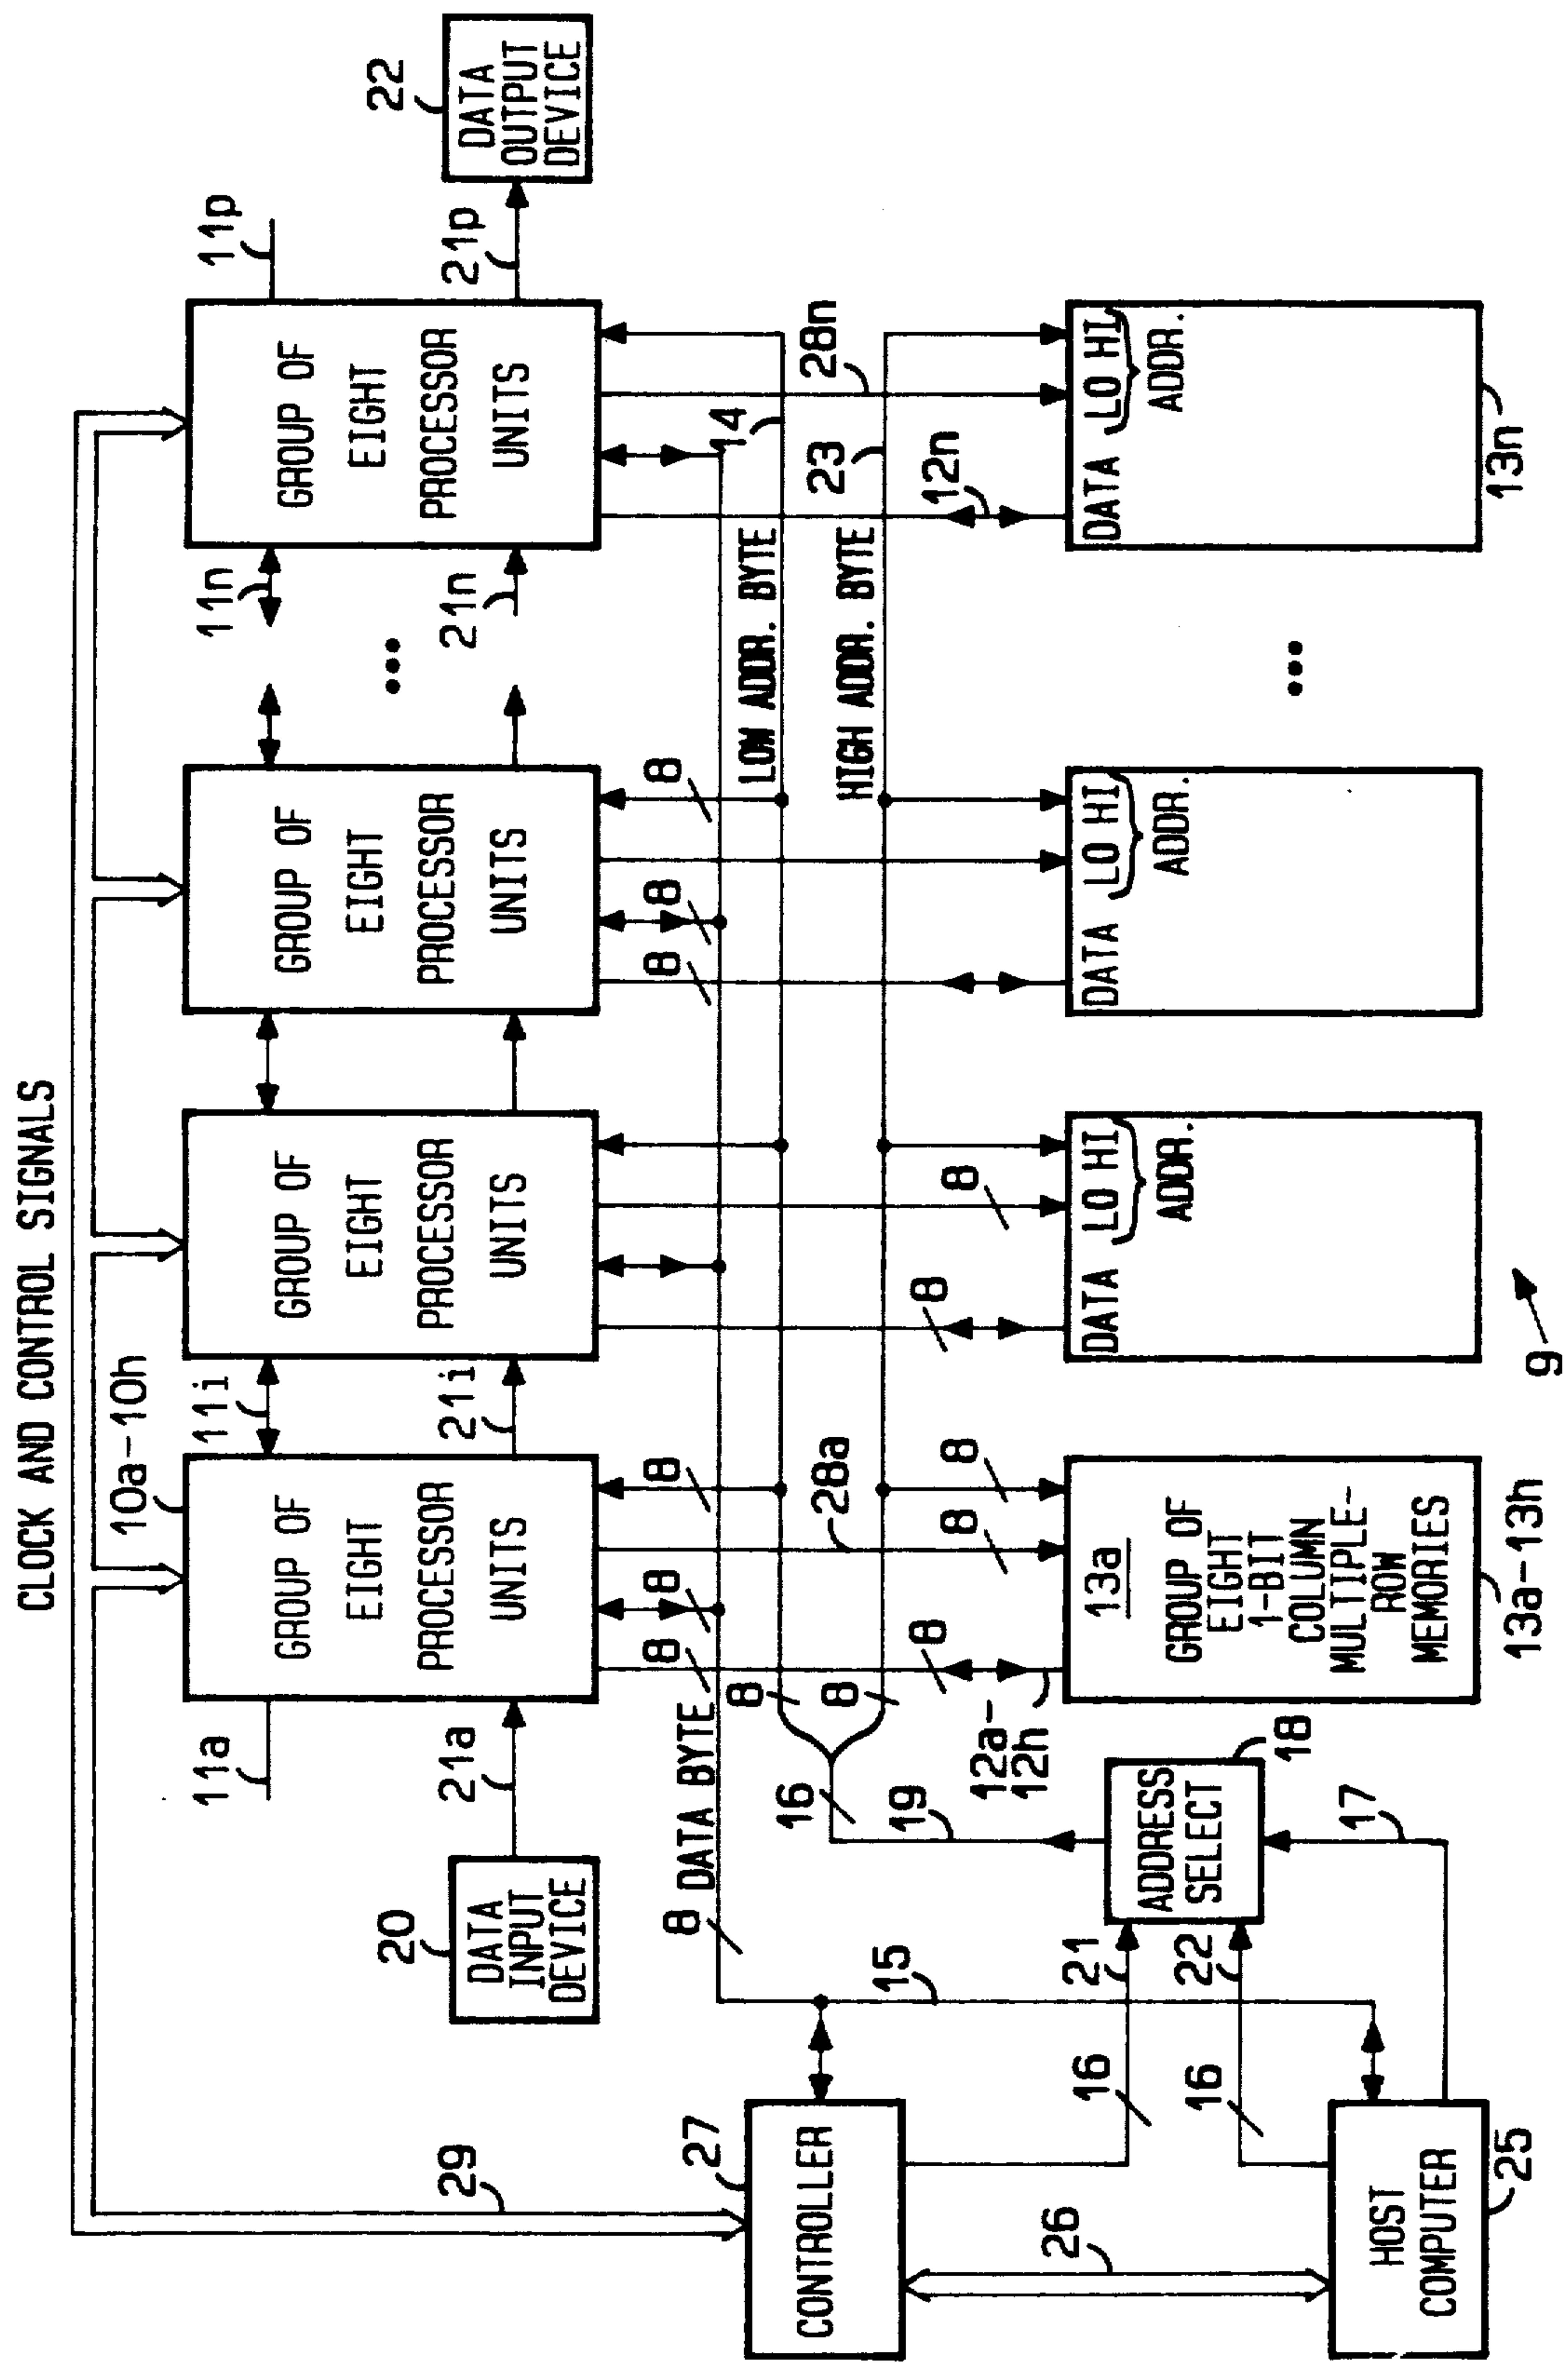 CLOCK AND CONTROL SIGNALS
29
10a-10h
11a
11i
11n
11p
GROUP OF
EIGHT
PROCESSOR
UNITS
GROUP OF
EIGHT
PROCESSOR
UNITS
GROUP OF
EIGHT
PROCESSOR
UNITS
GROUP OF
EIGHT
PROCESSOR
UNITS
•••
20
DATA
INPUT
DEVICE
21a
21i
21n
21p
22
DATA
OUTPUT
DEVICE
8 DATA BYTE
8
8
8
8
8
8
14
LOW ADDR. BYTE
8
16
8
HIGH ADDR. BYTE
23
28a
28n
19
15
27
CONTROLLER
26
16
21
16
22
ADDRESS
SELECT
18
17
HOST
COMPUTER
25
12a-
12h
8
8
8
8
8
12n
13a
GROUP OF
EIGHT
1-BIT
COLUMN
MULTIPLE-
ROW
MEMORIES
13a-13h
DATA LO HI
ADDR.
DATA LO HI
ADDR.
•••
DATA LO HI
ADDR.
13n
9